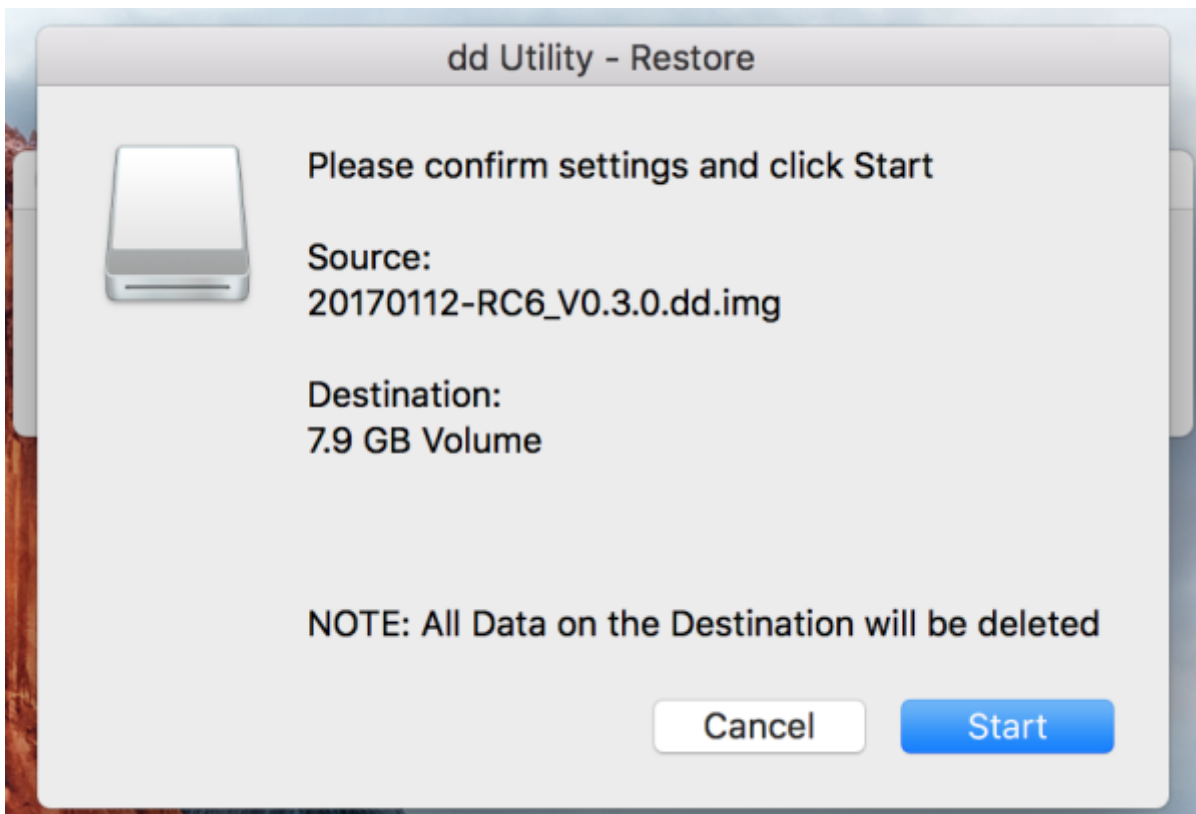 dd Utility - Restore
Please confirm settings and click Start
Source:
20170112-RC6_V0.3.0.dd.img
Destination:
7.9 GB Volume
NOTE: All Data on the Destination will be deleted
Cancel
Start